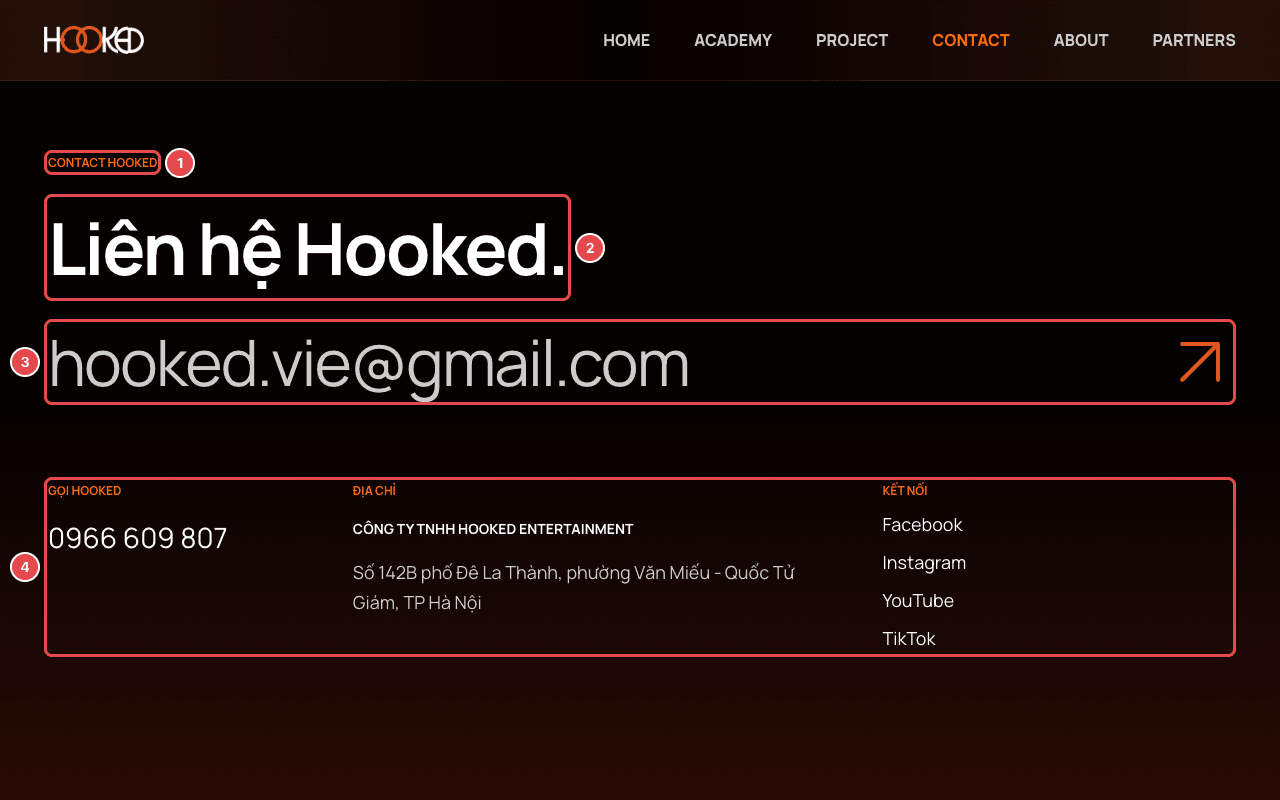 HOOKED
HOME ACADEMY PROJECT CONTACT ABOUT PARTNERS
CONTACT HOOKED
1
Liên hệ Hooked.
2
3
hooked.vie@gmail.com
4
GỌI HOOKED
0966 609 807
ĐỊA CHỈ
CÔNG TY TNHH HOOKED ENTERTAINMENT
Số 142B phố Đê La Thành, phường Văn Miếu - Quốc Tử
Giám, TP Hà Nội
KẾT NỐI
Facebook
Instagram
YouTube
TikTok